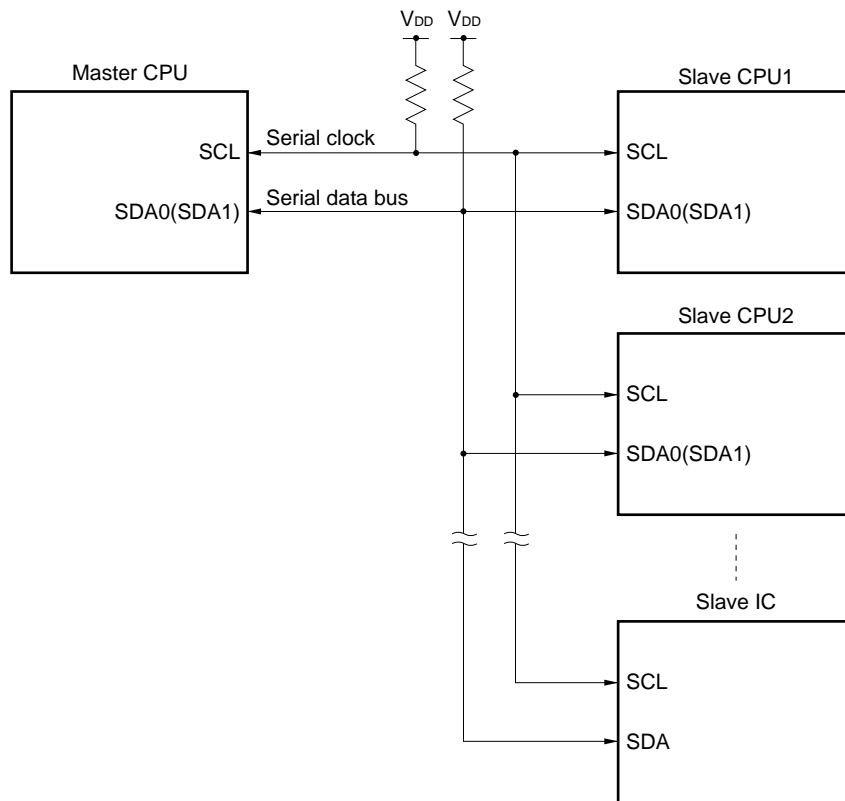 VDD VDD
Master CPU
Slave CPU1
SCL
Serial clock
SCL
SDA0(SDA1)
Serial data bus
SDA0(SDA1)
Slave CPU2
SCL
SDA0(SDA1)
Slave IC
SCL
SDA